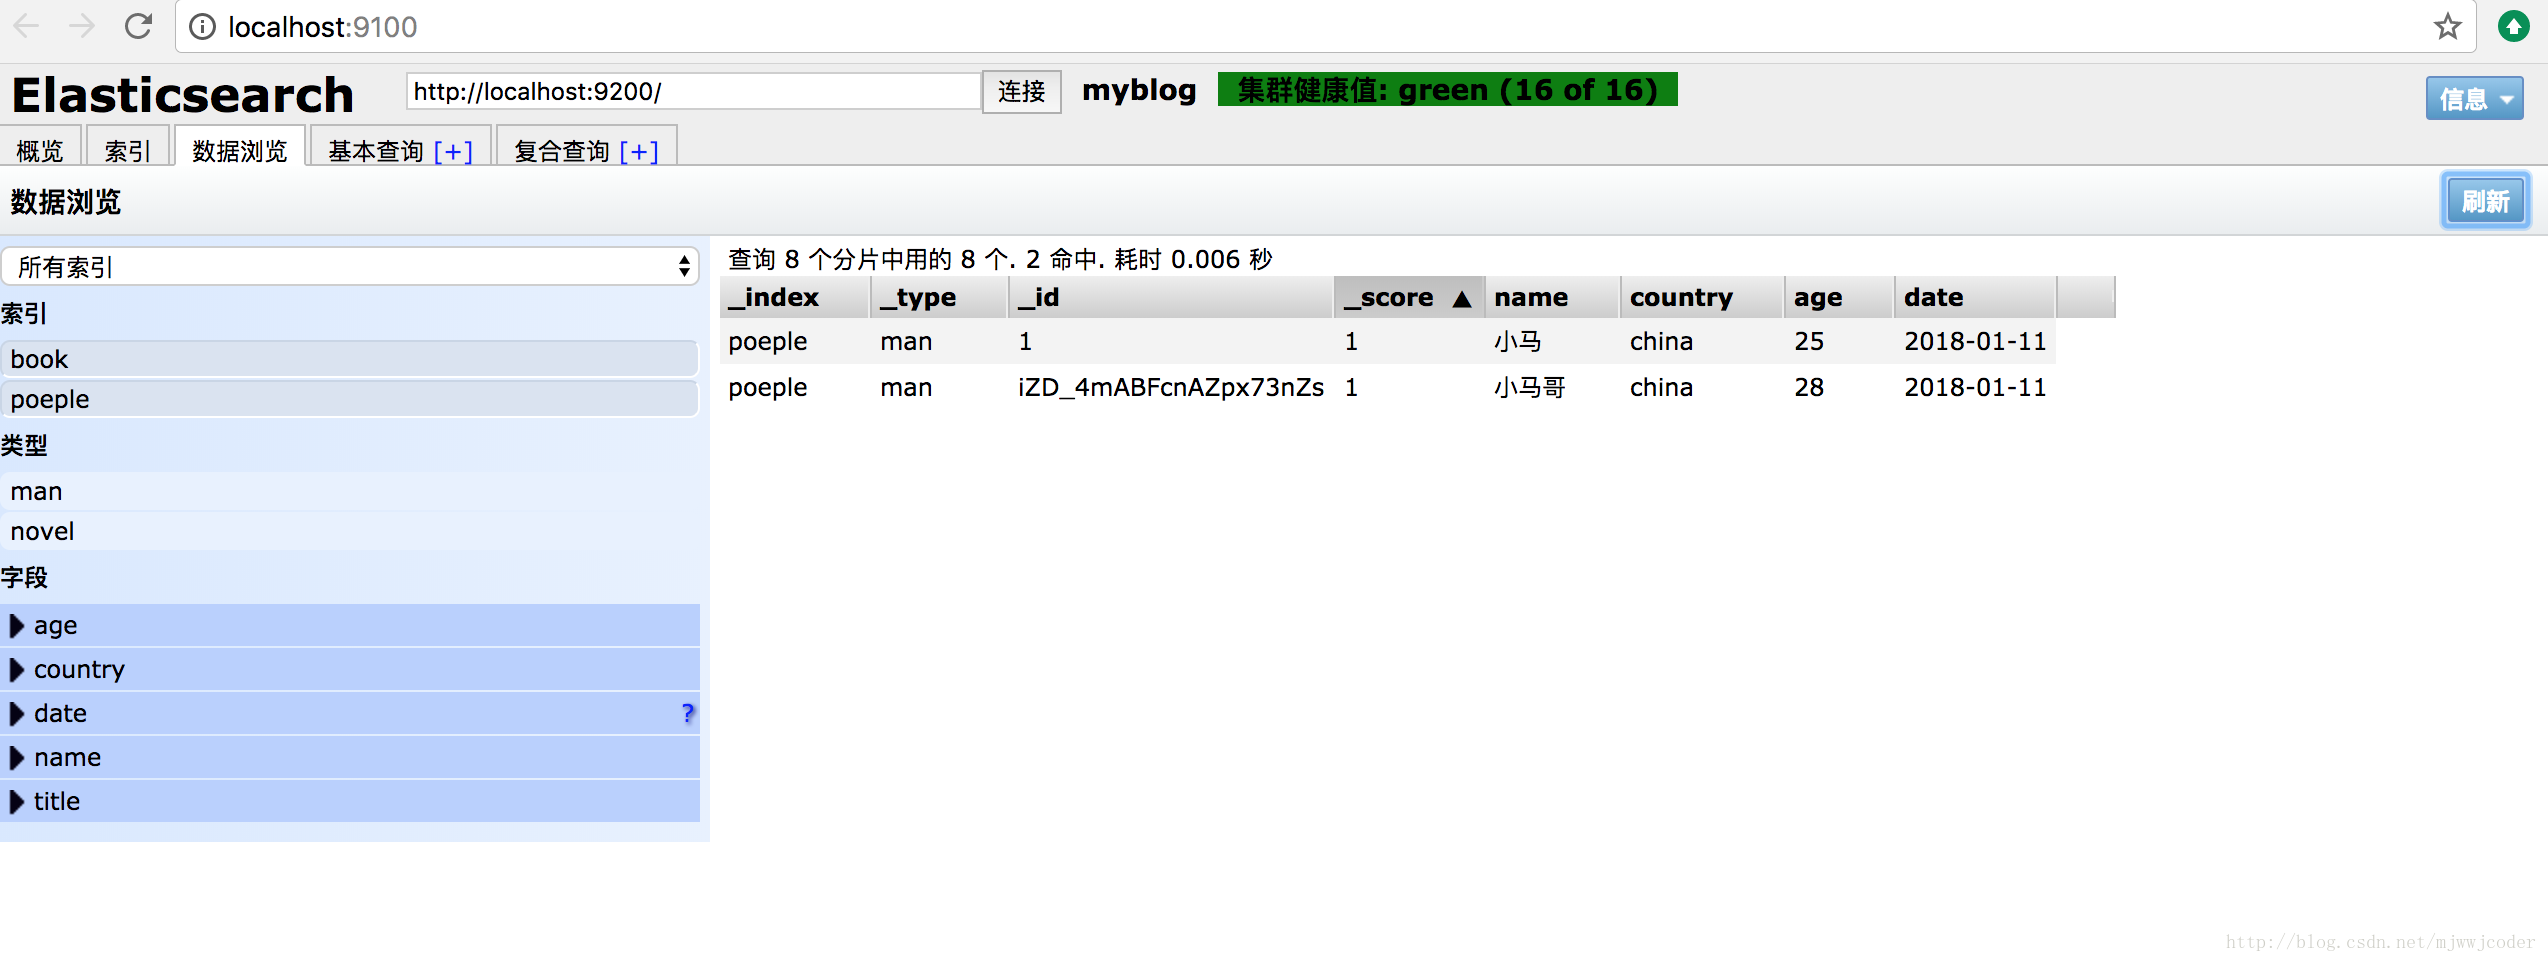 localhost:9100
Elasticsearch http://localhost:9200/ 连接 myblog 集群健康值: green (16 of 16) 信息
概览 索引 数据浏览 基本查询 [+] 复合查询 [+]
数据浏览 刷新
所有索引
索引
book
poeple
类型
man
novel
字段
age
country
date ?
name
title
查询 8 个分片中用的 8 个. 2 命中. 耗时 0.006 秒
_index _type _id _score ▲ name country age date
poeple man 1 1 小马 china 25 2018-01-11
poeple man iZD_4mABFcnAZpx73nZs 1 小马哥 china 28 2018-01-11
http://blog.csdn.net/mjwwjcoder